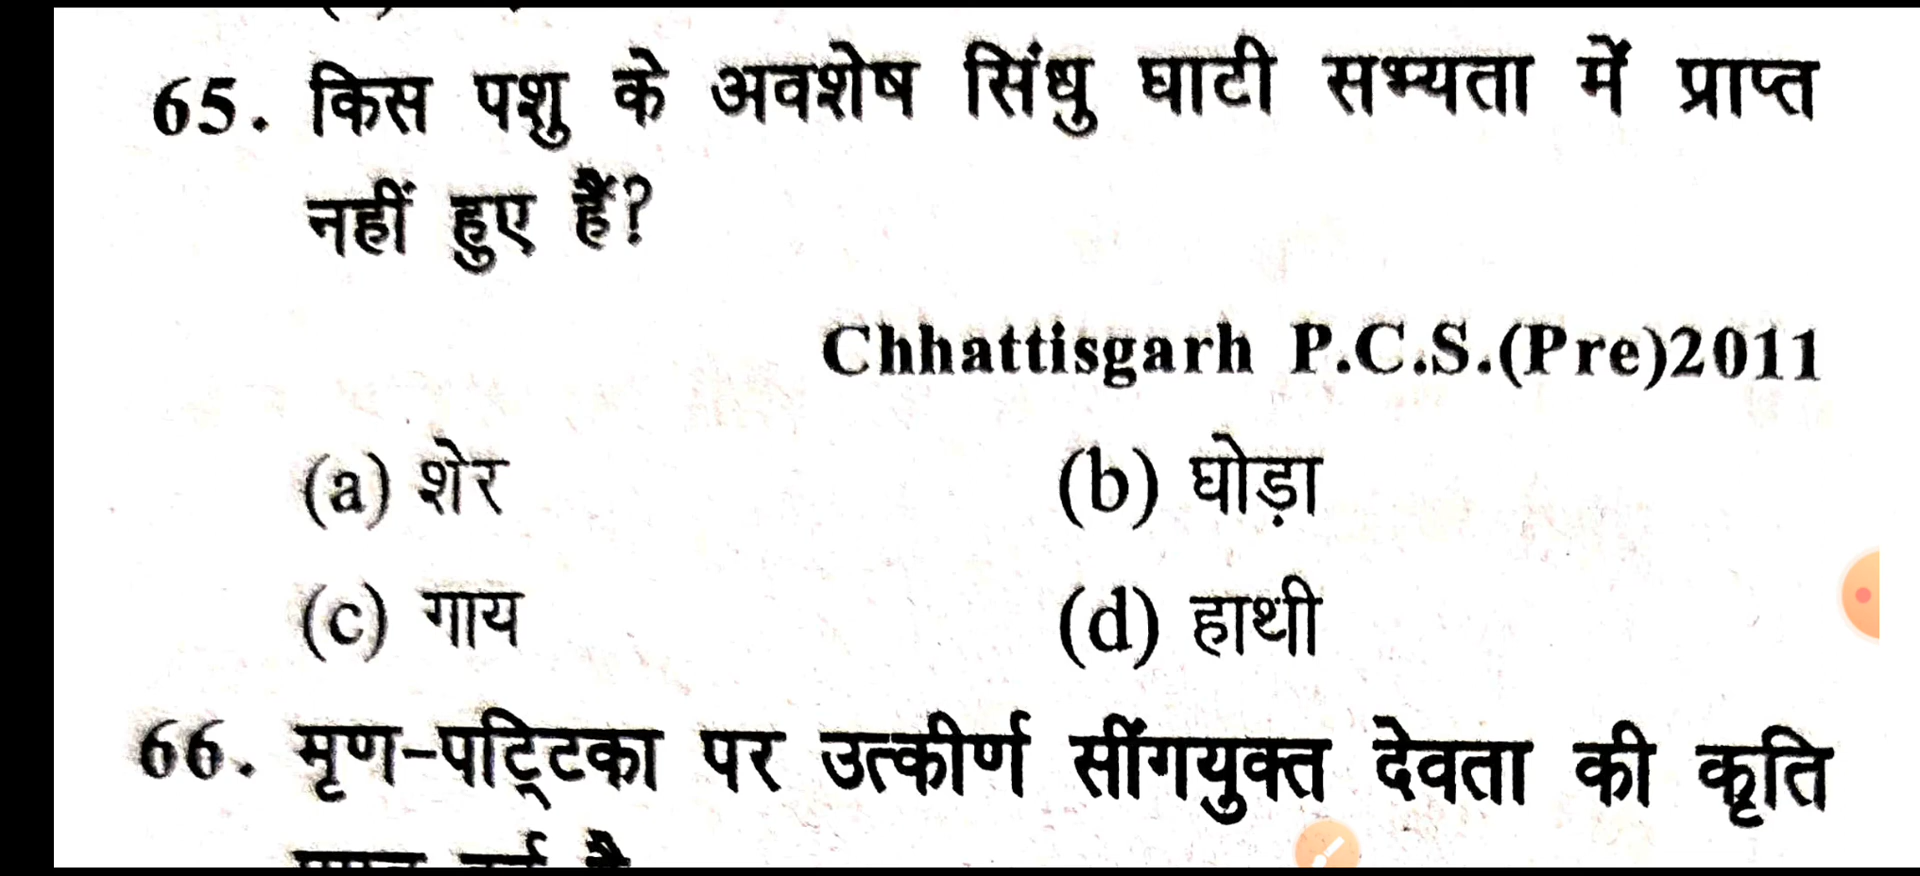 65. किस पशु के अवशेष सिंधु घाटी सभ्यता में प्राप्त
नहीं हुए हैं?
Chhattisgarh P.C.S.(Pre)2011
(a) शेर (b) घोड़ा
(c) गाय (d) हाथी
66. मृण-पट्टिका पर उत्कीर्ण सींगयुक्त देवता की कृति